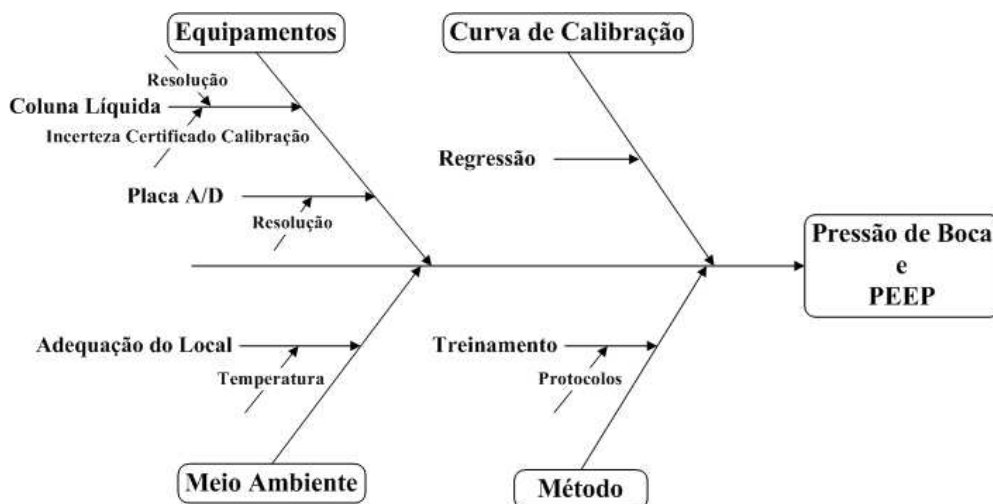 Equipamentos
Curva de Calibração
Resolução
Coluna Líquida
Incerteza Certificado Calibração
Regressão
Placa A/D
Resolução
Pressão de Boca
e
PEEP
Adequação do Local
Treinamento
Temperatura
Protocolos
Meio Ambiente
Método